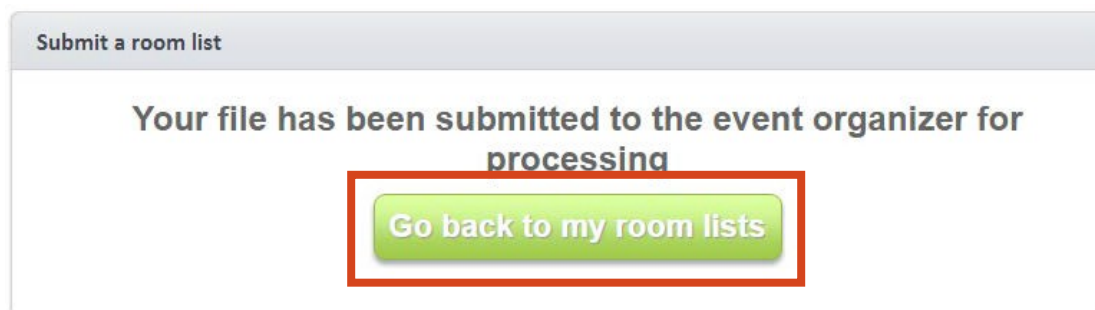 Submit a room list
Your file has been submitted to the event organizer for
processing
Go back to my room lists